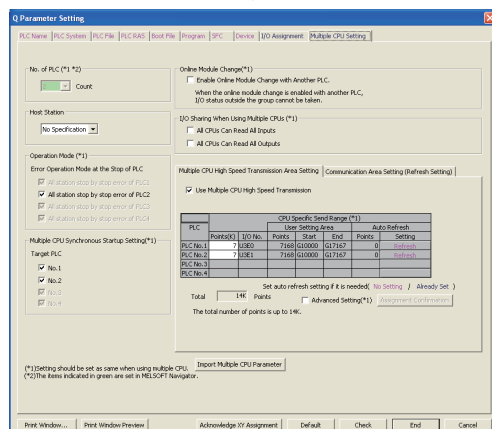 Q Parameter Setting
PLC Name PLC System PLC File PLC RAS Boot File Program SFC Device I/O Assignment Multiple CPU Setting
No. of PLC (*1 *2)
2 Count
Host Station
No Specification
Operation Mode (*1)
Error Operation Mode at the Stop of PLC
All station stop by stop error of PLC1
All station stop by stop error of PLC2
All station stop by stop error of PLC3
All station stop by stop error of PLC4
Multiple CPU Synchronous Startup Setting(*1)
Target PLC
No.1
No.2
No.3
No.4
Online Module Change(*1)
Enable Online Module Change with Another PLC.
When the online module change is enabled with another PLC,
I/O status outside the group cannot be taken.
I/O Sharing When Using Multiple CPUs (*1)
All CPUs Can Read All Inputs
All CPUs Can Read All Outputs
Multiple CPU High Speed Transmission Area Setting Communication Area Setting (Refresh Setting)
Use Multiple CPU High Speed Transmission
CPU Specific Send Range (*1)
PLC User Setting Area Auto Refresh
Points(K) I/O No. Points Start End Points Setting
PLC No.1 7 U3E0 7168 G10000 G17167 0 Refresh
PLC No.2 7 U3E1 7168 G10000 G17167 0 Refresh
PLC No.3
PLC No.4
Set auto refresh setting if it is needed( No Setting / Already Set )
Total 14K Points Advanced Setting(*1) Assignment Confirmation
The total number of points is up to 14K.
(*1)Setting should be set as same when using multiple CPU. Import Multiple CPU Parameter
(*2)The items indicated in green are set in MELSOFT Navigator.
Print Window... Print Window Preview Acknowledge XY Assignment Default Check End Cancel